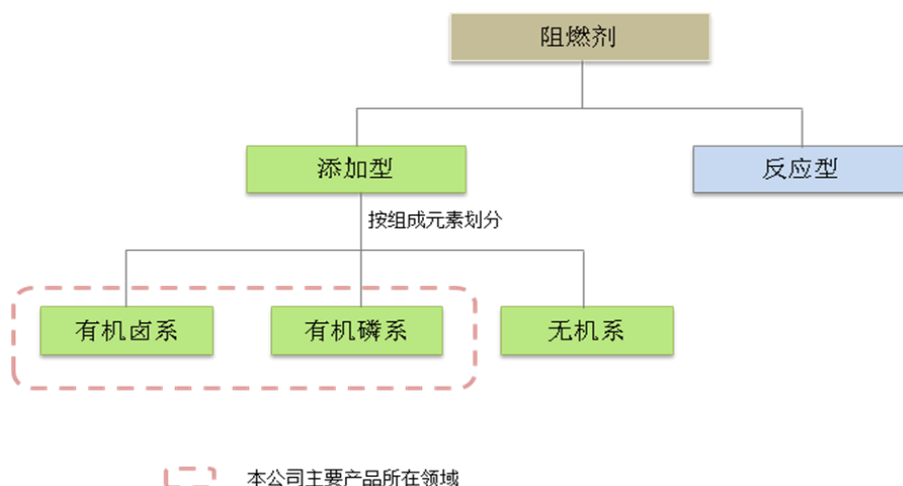 阻燃剂
添加型
反应型
按组成元素划分
有机卤系
有机磷系
无机系
本公司主要产品所在领域